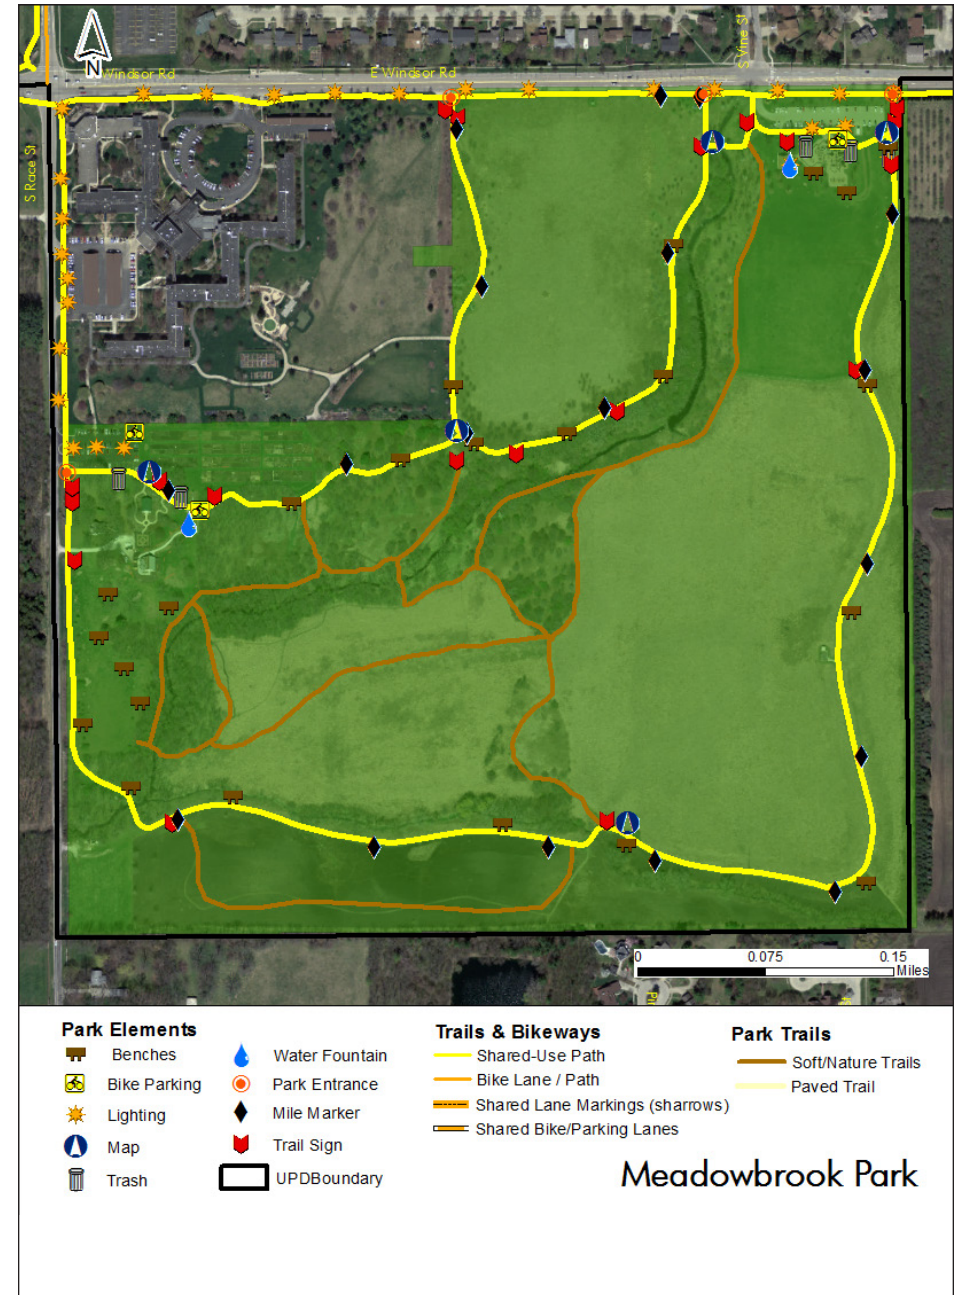 S Vine St
E Windsor Rd
Windsor Rd
N
S Race St
0 0.075 0.15
Miles
Park Elements
Benches
Bike Parking
Lighting
Map
Trash
Water Fountain
Park Entrance
Mile Marker
Trail Sign
UPDBoundary
Trails & Bikeways
Shared-Use Path
Bike Lane / Path
Shared Lane Markings (sharrows)
Shared Bike/Parking Lanes
Park Trails
Soft/Nature Trails
Paved Trail
Meadowbrook Park